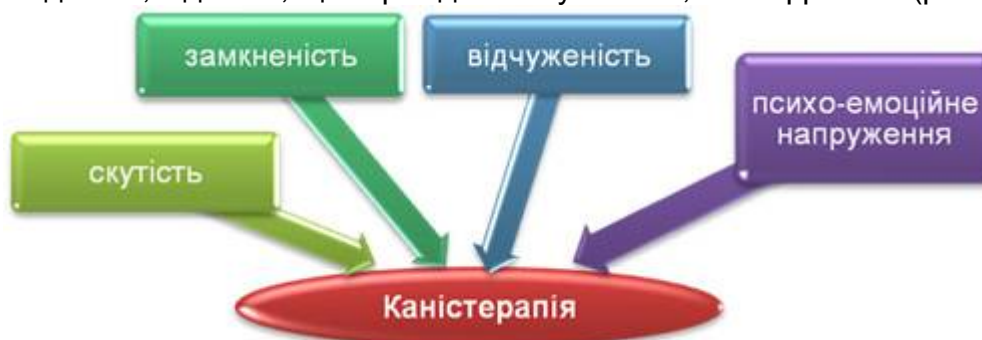 замкненість
відчуженість
психо-емоційне
напруження
скутість
Каністерапія